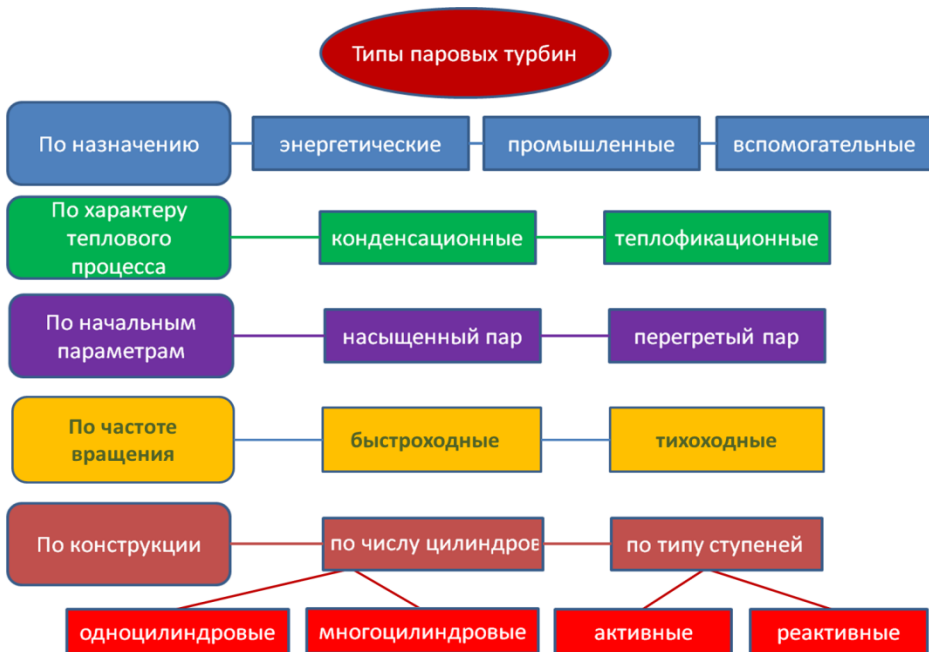 Типы паровых турбин
По назначению
энергетические
промышленные
вспомогательные
По характеру
теплового
процесса
конденсационные
теплофикационные
По начальным
параметрам
насыщенный пар
перегретый пар
По частоте
вращения
быстроходные
тихоходные
По конструкции
по числу цилиндров
по типу ступеней
одноцилиндровые
многоцилиндровые
активные
реактивные